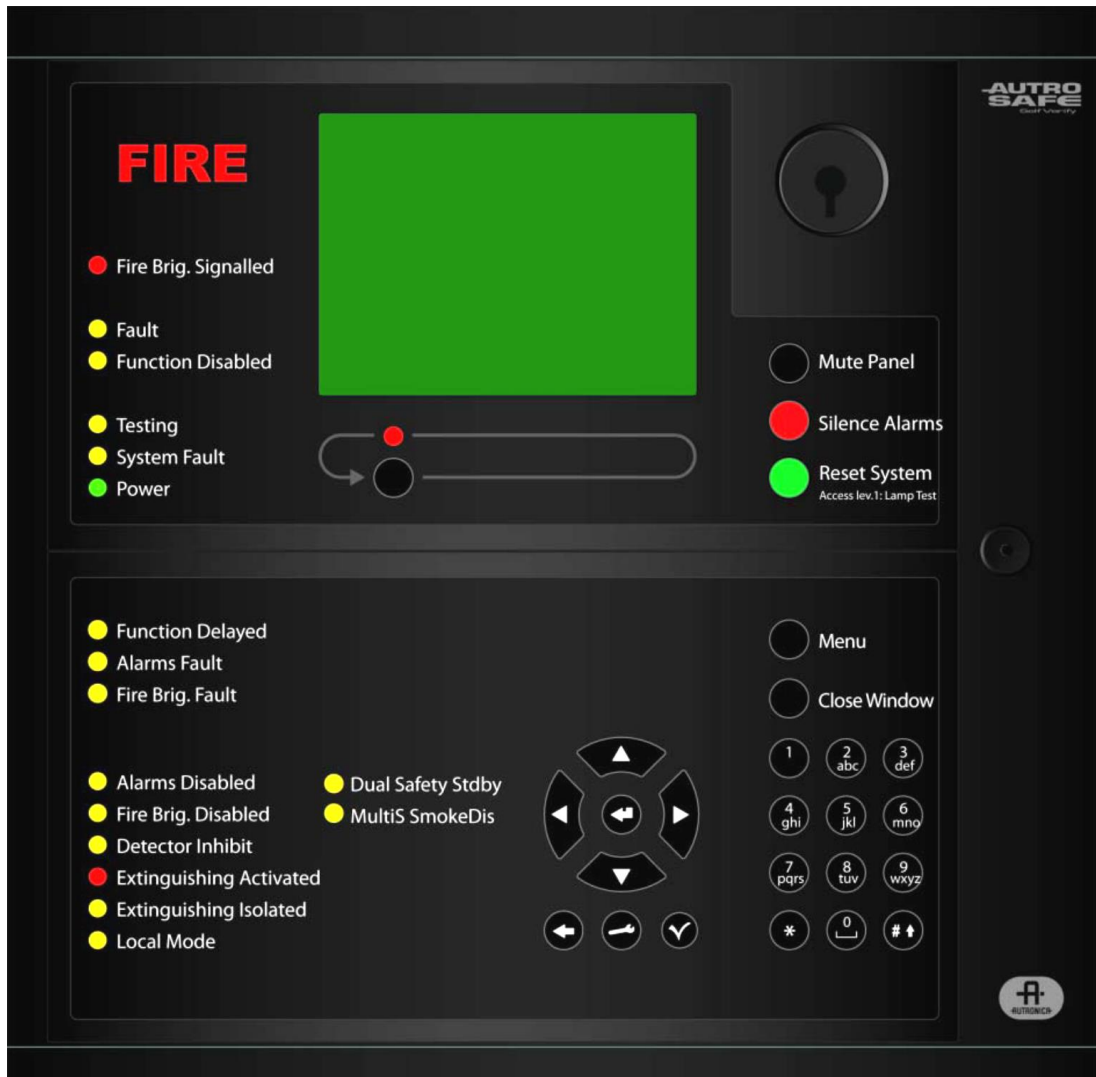 AUTRO
SAFE
FIRE
Fire Brig. Signalled
Fault
Function Disabled
Testing
System Fault
Power
Mute Panel
Silence Alarms
Reset System
Access lev.1: Lamp Test
Function Delayed
Alarms Fault
Fire Brig. Fault
Alarms Disabled
Fire Brig. Disabled
Detector Inhibit
Extinguishing Activated
Extinguishing Isolated
Local Mode
Dual Safety Stdby
MultiS SmokeDis
Menu
Close Window
1
2
abc
3
def
4
ghi
5
jkl
6
mno
7
pqrs
8
tuv
9
wxyz
*
0
#
AUTRONICA